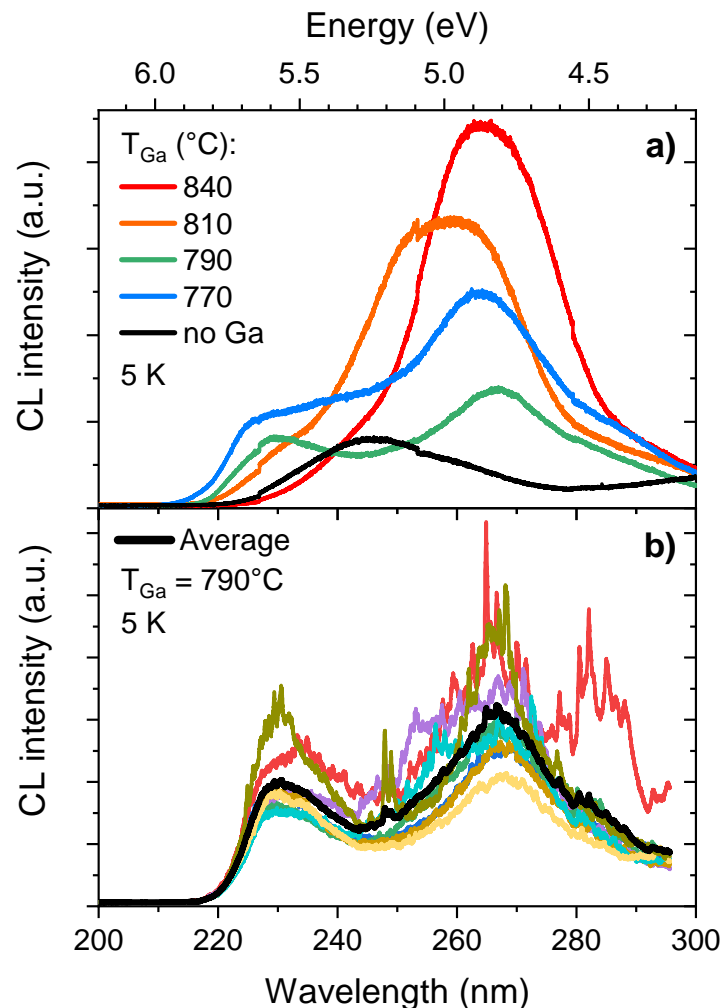 Energy (eV)
6.0 5.5 5.0 4.5
CL intensity (a.u.)
T_Ga (°C):
a)
840
810
790
770
no Ga
5 K
CL intensity (a.u.)
Average
b)
T_Ga = 790°C
5 K
200 220 240 260 280 300
Wavelength (nm)